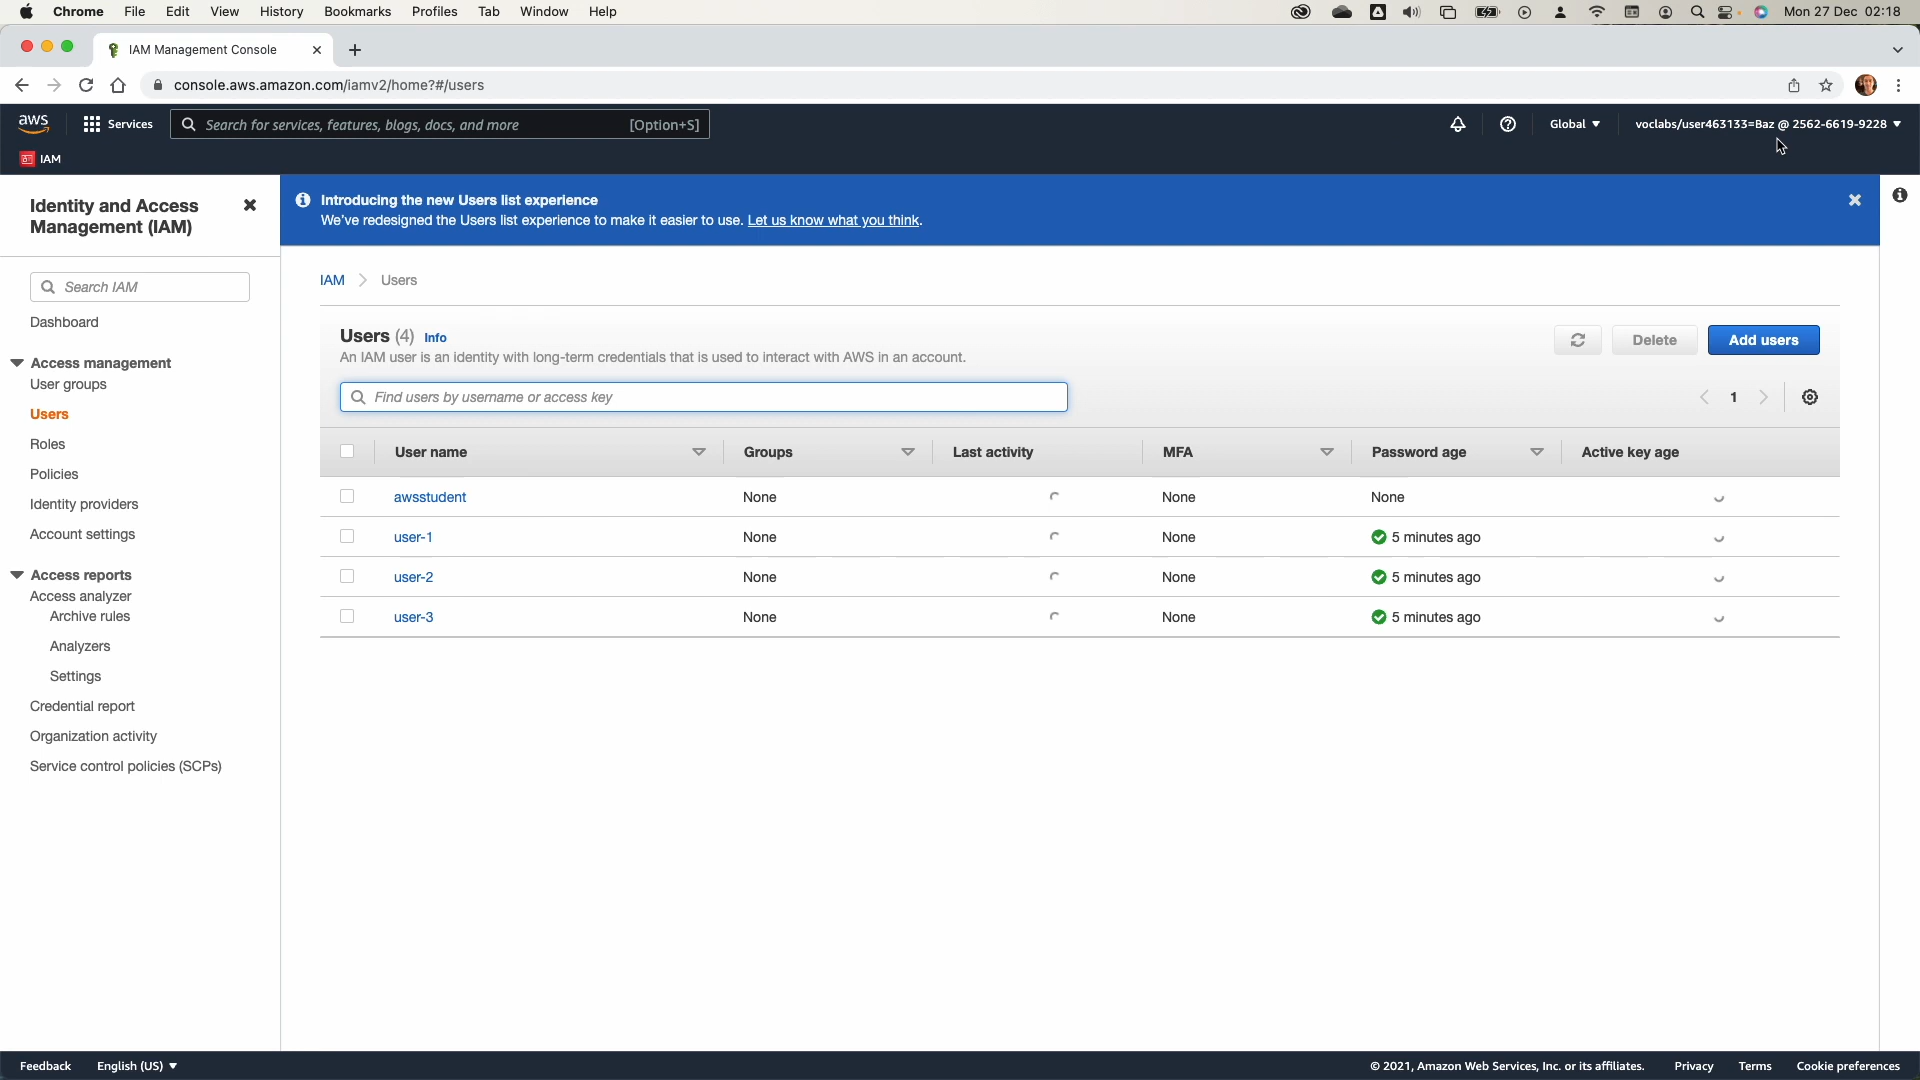 Chrome File Edit View History Bookmarks Profiles Tab Window Help Mon 27 Dec 02:18
IAM Management Console
console.aws.amazon.com/iamv2/home?#/users
aws Services Search for services, features, blogs, docs, and more [Option+S] Global voclabs/user463133=Baz @ 2562-6619-9228
IAM
Identity and Access
Management (IAM)
Search IAM
Dashboard
Access management
User groups
Users
Roles
Policies
Identity providers
Account settings
Access reports
Access analyzer
Archive rules
Analyzers
Settings
Credential report
Organization activity
Service control policies (SCPs)
Introducing the new Users list experience
We've redesigned the Users list experience to make it easier to use. Let us know what you think.
IAM Users
Users (4) Info
An IAM user is an identity with long-term credentials that is used to interact with AWS in an account.
Delete Add users
Find users by username or access key
1
User name Groups Last activity MFA Password age Active key age
awsstudent None None None
user-1 None None 5 minutes ago
user-2 None None 5 minutes ago
user-3 None None 5 minutes ago
Feedback English (US) © 2021, Amazon Web Services, Inc. or its affiliates. Privacy Terms Cookie preferences